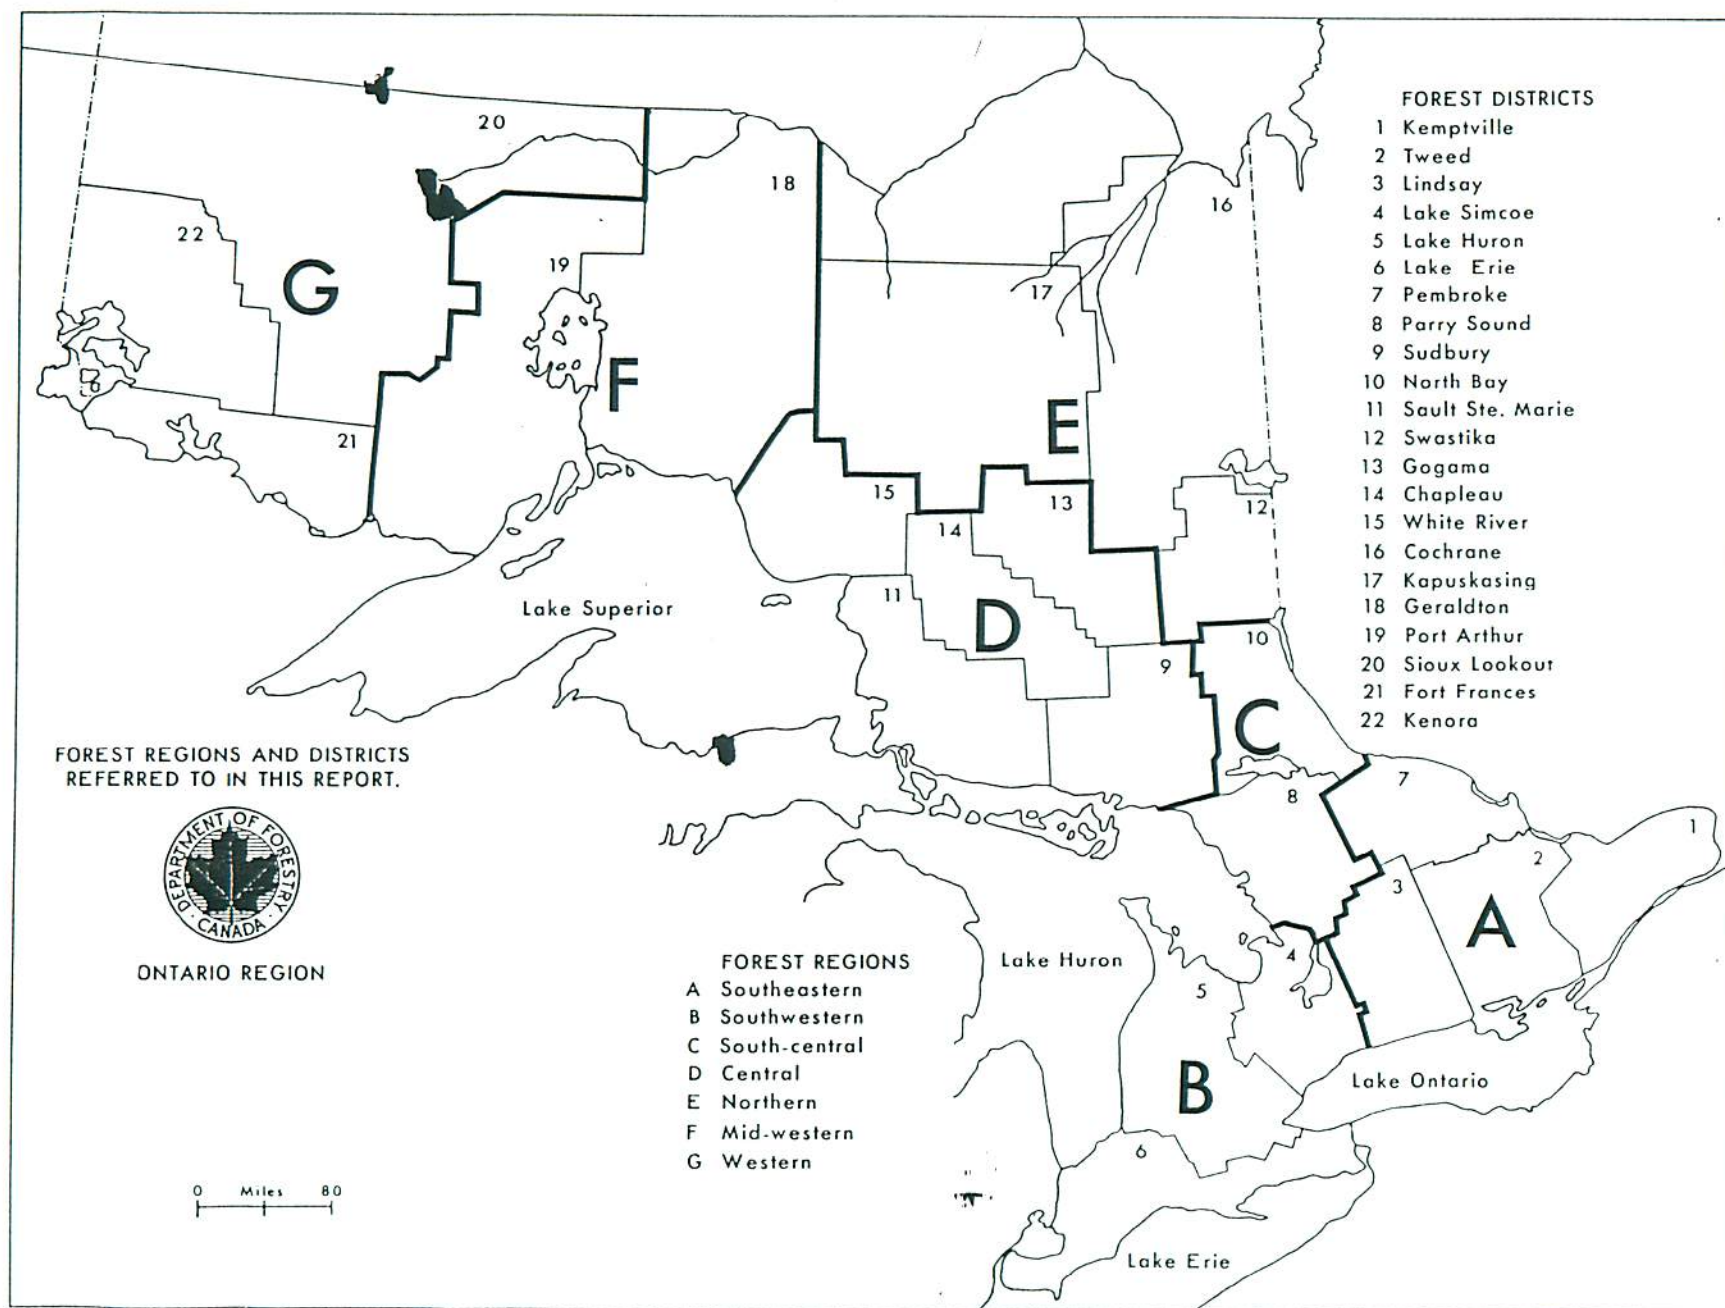 FOREST DISTRICTS
1 Kemptville
2 Tweed
3 Lindsay
4 Lake Simcoe
5 Lake Huron
6 Lake Erie
7 Pembroke
8 Parry Sound
9 Sudbury
10 North Bay
11 Sault Ste. Marie
12 Swastika
13 Gogama
14 Chapleau
15 White River
16 Cochrane
17 Kapuskasing
18 Geraldton
19 Port Arthur
20 Sioux Lookout
21 Fort Frances
22 Kenora
20
18
16
22
G
19
17
F
E
21
15
13
12
14
11
Lake Superior
D
10
9
C
7
8
1
2
3
A
4
5
Lake Huron
B
Lake Ontario
6
Lake Erie
FOREST REGIONS AND DISTRICTS
REFERRED TO IN THIS REPORT.
DEPARTMENT OF FORESTRY
CANADA
ONTARIO REGION
FOREST REGIONS
A Southeastern
B Southwestern
C South-central
D Central
E Northern
F Mid-western
G Western
0 Miles 80